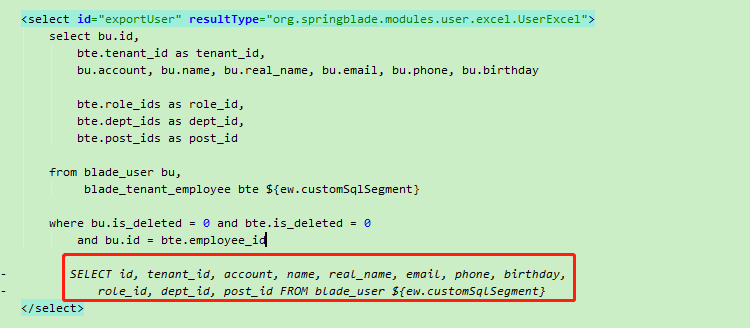 <select id="exportUser" resultType="org.springblade.modules.user.excel.UserExcel">
select bu.id,
bte.tenant_id as tenant_id,
bu.account, bu.name, bu.real_name, bu.email, bu.phone, bu.birthday
bte.role_ids as role_id,
bte.dept_ids as dept_id,
bte.post_ids as post_id
from blade_user bu,
blade_tenant_employee bte ${ew.customSqlSegment}
where bu.is_deleted = 0 and bte.is_deleted = 0
and bu.id = bte.employee_id
- SELECT id, tenant_id, account, name, real_name, email, phone, birthday,
- role_id, dept_id, post_id FROM blade_user ${ew.customSqlSegment}
</select>